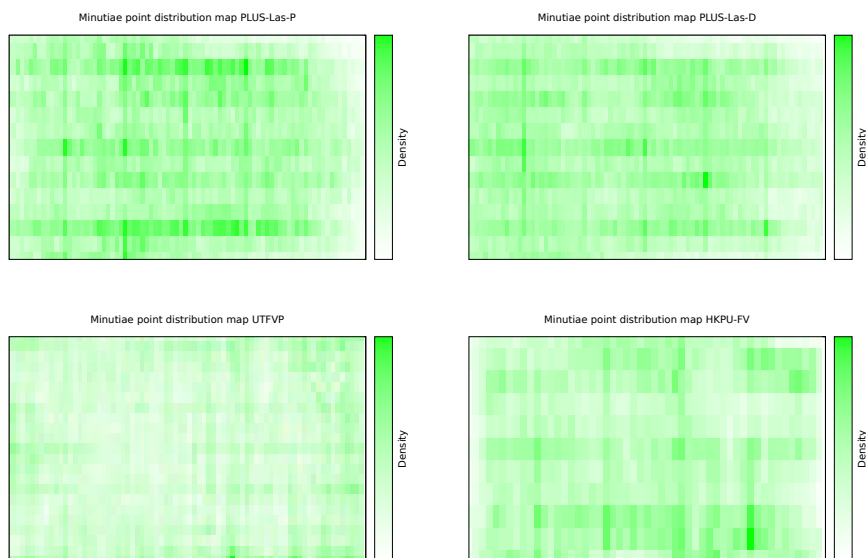 Minutiae point distribution map PLUS-Las-P
Density
Minutiae point distribution map PLUS-Las-D
Density
Minutiae point distribution map UTFVP
Density
Minutiae point distribution map HKPU-FV
Density